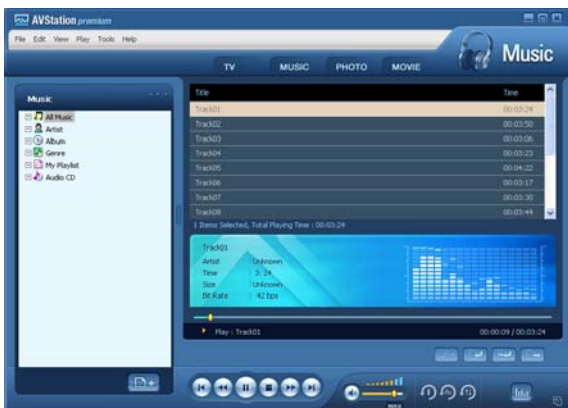 AVStation premium
File Edit View Play Tools Help
Music
TV MUSIC PHOTO MOVIE
Music
All Music
Artist
Album
Genre
My Playlist
Audio CD
Title Time
Track01 00:03:24
Track02 00:03:50
Track03 00:03:06
Track04 00:03:23
Track05 00:04:22
Track06 00:03:17
Track07 00:03:30
Track08 00:03:44
1 Items Selected, Total Playing Time : 00:03:24
Track01
Artist : Unknown
Time : 3: 24
Size : Unknown
Bit Rate : 42 bps
Play : Track01 00:00:09 / 00:03:24